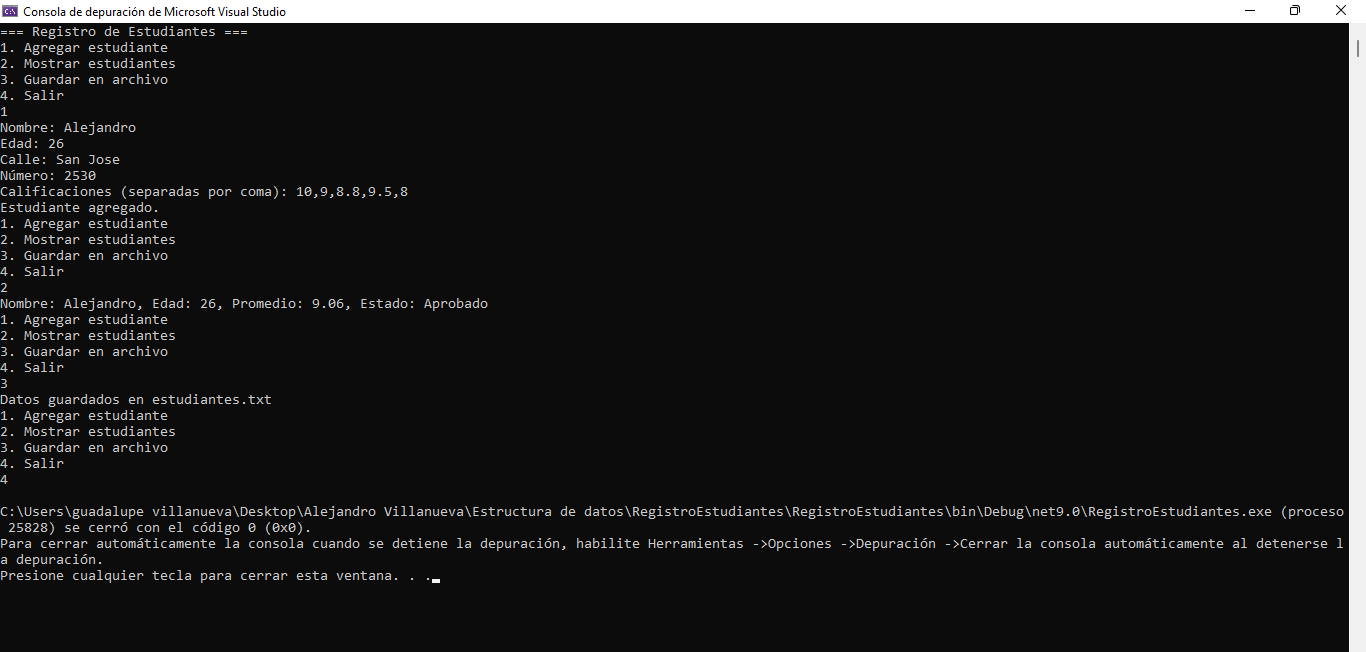 Consola de depuración de Microsoft Visual Studio
=== Registro de Estudiantes ===
1. Agregar estudiante
2. Mostrar estudiantes
3. Guardar en archivo
4. Salir
1
Nombre: Alejandro
Edad: 26
Calle: San Jose
Número: 2530
Calificaciones (separadas por coma): 10,9,8.8,9.5,8
Estudiante agregado.
1. Agregar estudiante
2. Mostrar estudiantes
3. Guardar en archivo
4. Salir
2
Nombre: Alejandro, Edad: 26, Promedio: 9.06, Estado: Aprobado
1. Agregar estudiante
2. Mostrar estudiantes
3. Guardar en archivo
4. Salir
3
Datos guardados en estudiantes.txt
1. Agregar estudiante
2. Mostrar estudiantes
3. Guardar en archivo
4. Salir
4
C:\Users\guadalupe villanueva\Desktop\Alejandro Villanueva\Estructura de datos\RegistroEstudiantes\RegistroEstudiantes\bin\Debug\net9.0\RegistroEstudiantes.exe (proceso
25828) se cerró con el código 0 (0x0).
Para cerrar automáticamente la consola cuando se detiene la depuración, habilite Herramientas ->Opciones ->Depuración ->Cerrar la consola automáticamente al detenerse l
a depuración.
Presione cualquier tecla para cerrar esta ventana. . .